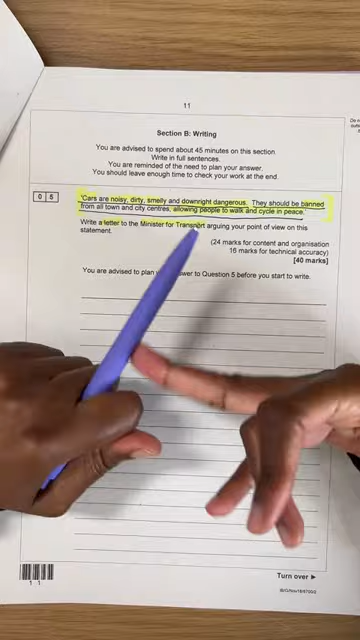 11
Section B: Writing
You are advised to spend about 45 minutes on this section.
Write in full sentences.
You are reminded of the need to plan your answer.
You should leave enough time to check your work at the end.
0 5
'Cars are noisy, dirty, smelly and downright dangerous. They should be banned
from all town and city centres, allowing people to walk and cycle in peace.'
Write a letter to the Minister for Transport arguing your point of view on this
statement.
(24 marks for content and organisation
16 marks for technical accuracy)
[40 marks]
You are advised to plan your answer to Question 5 before you start to write.
1 1
Turn over ►